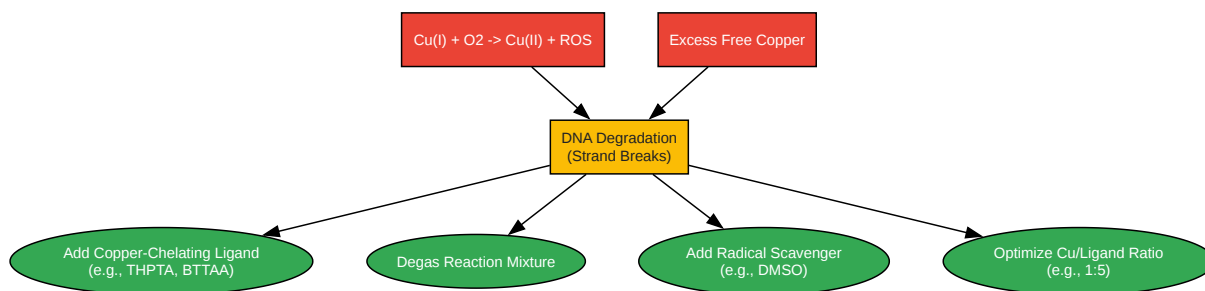 Cu(I) + O2 -> Cu(II) + ROS
Excess Free Copper
DNA Degradation
(Strand Breaks)
Add Copper-Chelating Ligand
(e.g., THPTA, BTTAA)
Degas Reaction Mixture
Add Radical Scavenger
(e.g., DMSO)
Optimize Cu/Ligand Ratio
(e.g., 1:5)